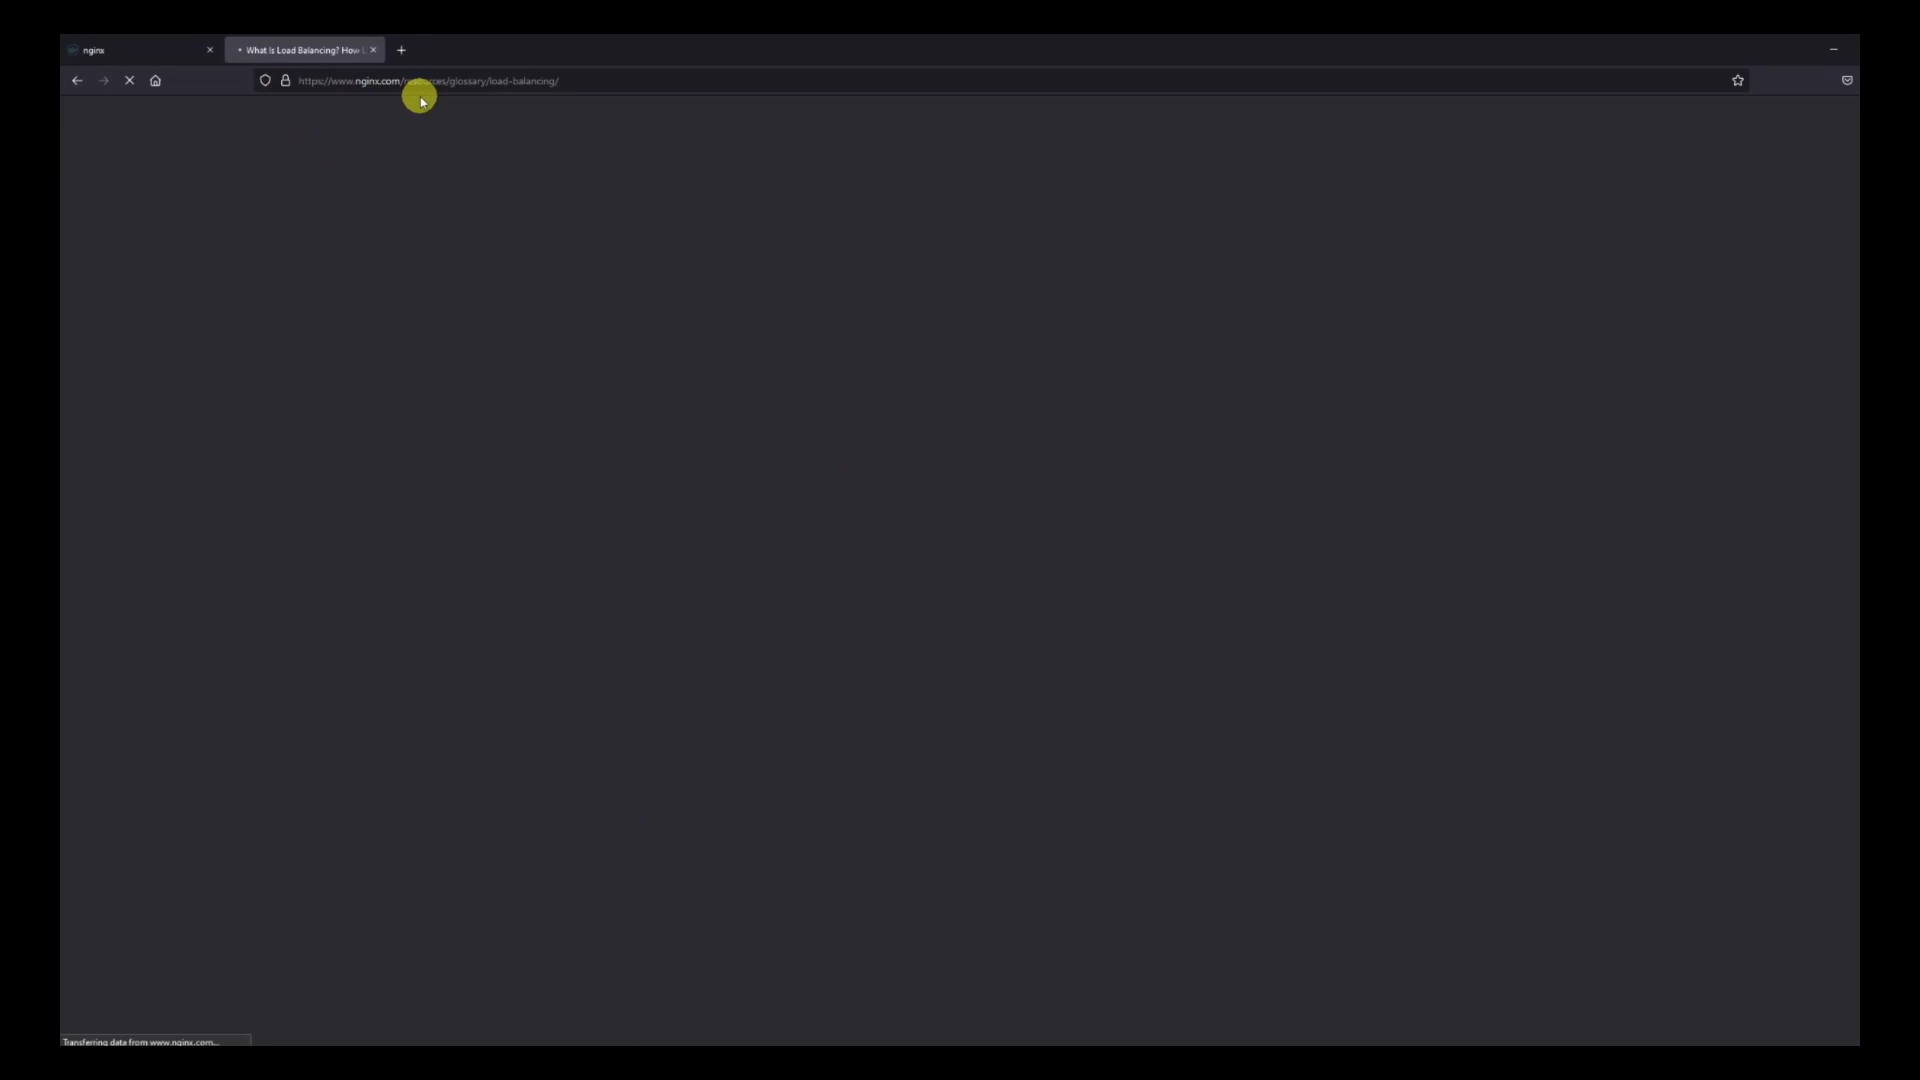 nginx
What Is Load Balancing? How L
https://www.nginx.com/resources/glossary/load-balancing/
Transferring data from www.nginx.com...